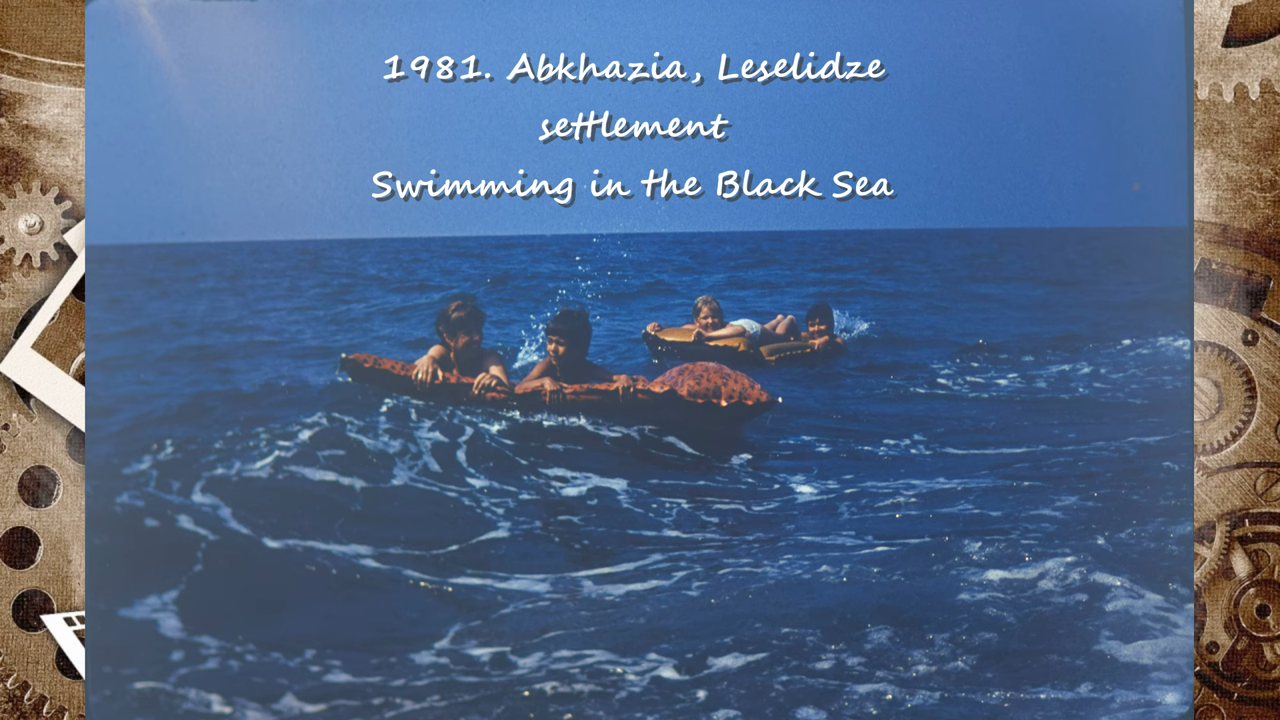 1981. Abkhazia, Leselidze
settlement
Swimming in the Black Sea